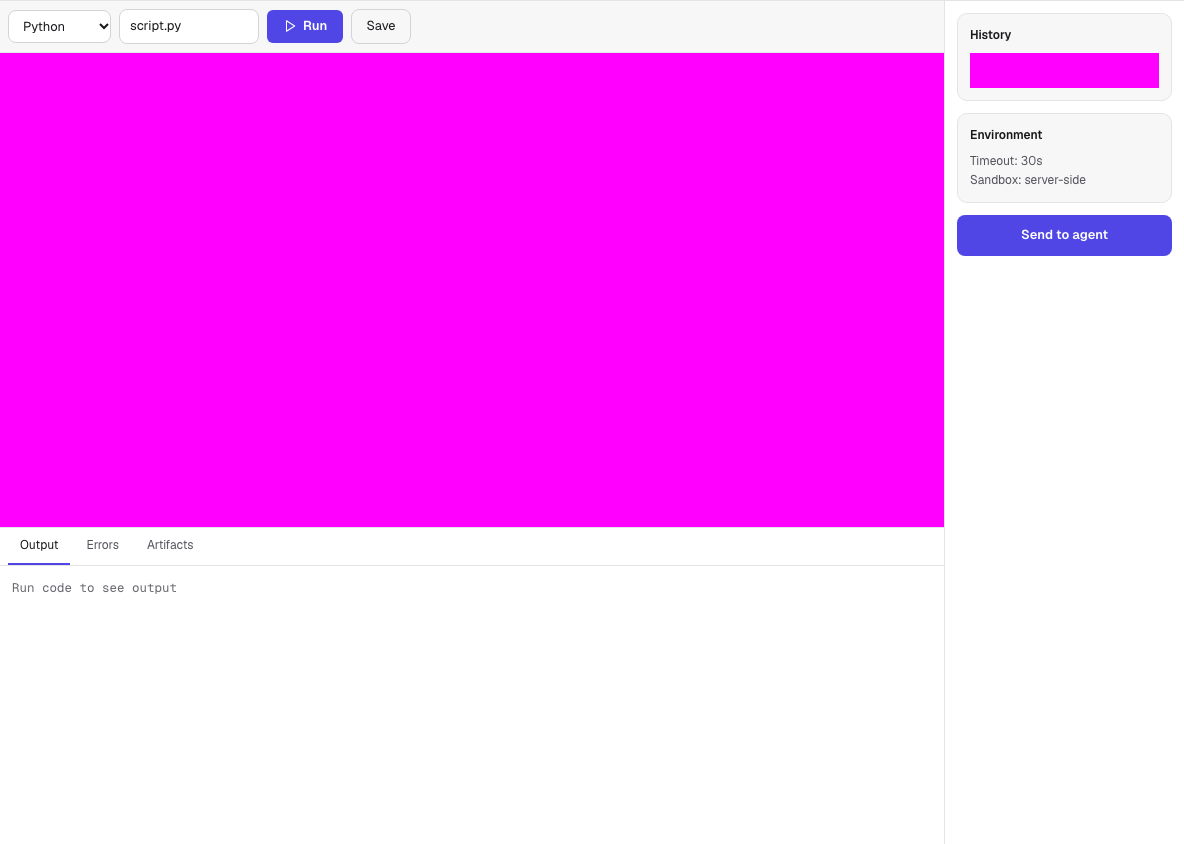 Python
script.py
Run
Save
Output
Errors
Artifacts
Run code to see output
History
Environment
Timeout: 30s
Sandbox: server-side
Send to agent